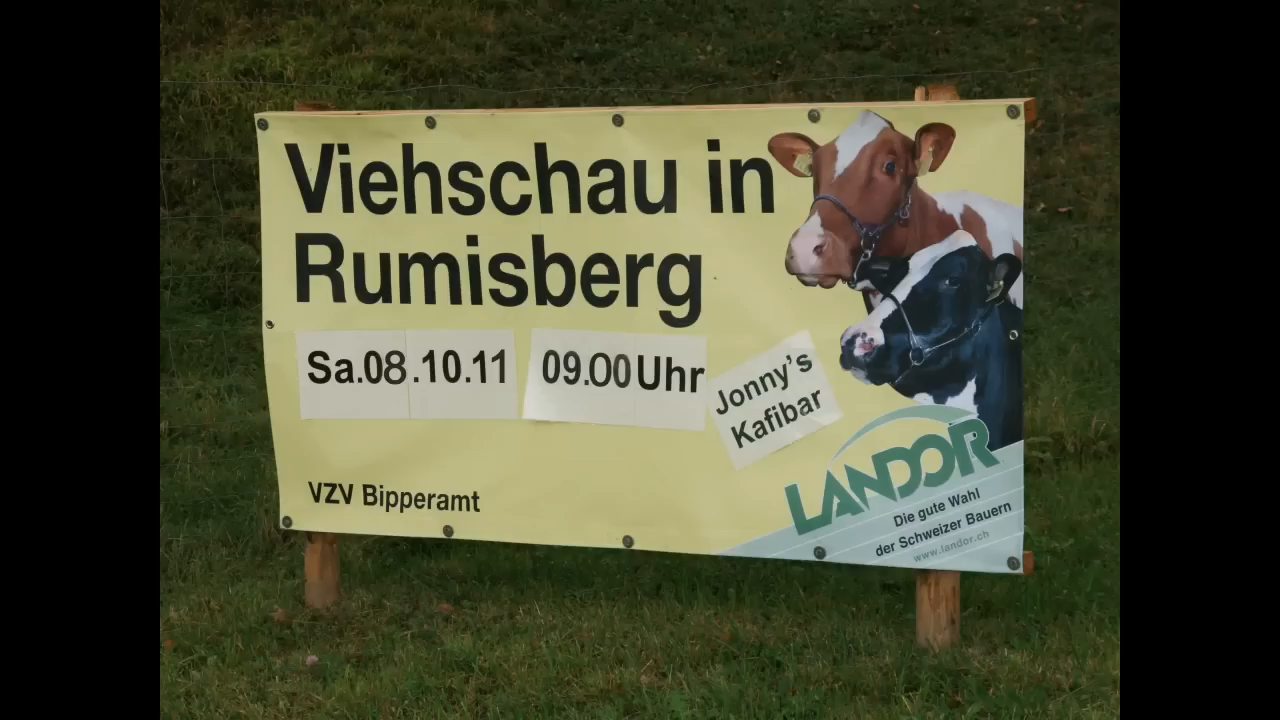 Viehschau in
Rumisberg
Sa.08.10.11 09.00 Uhr
Jonny's
Kafibar
VZV Bipperamt
LANDOR
Die gute Wahl
der Schweizer Bauern
www.landor.ch